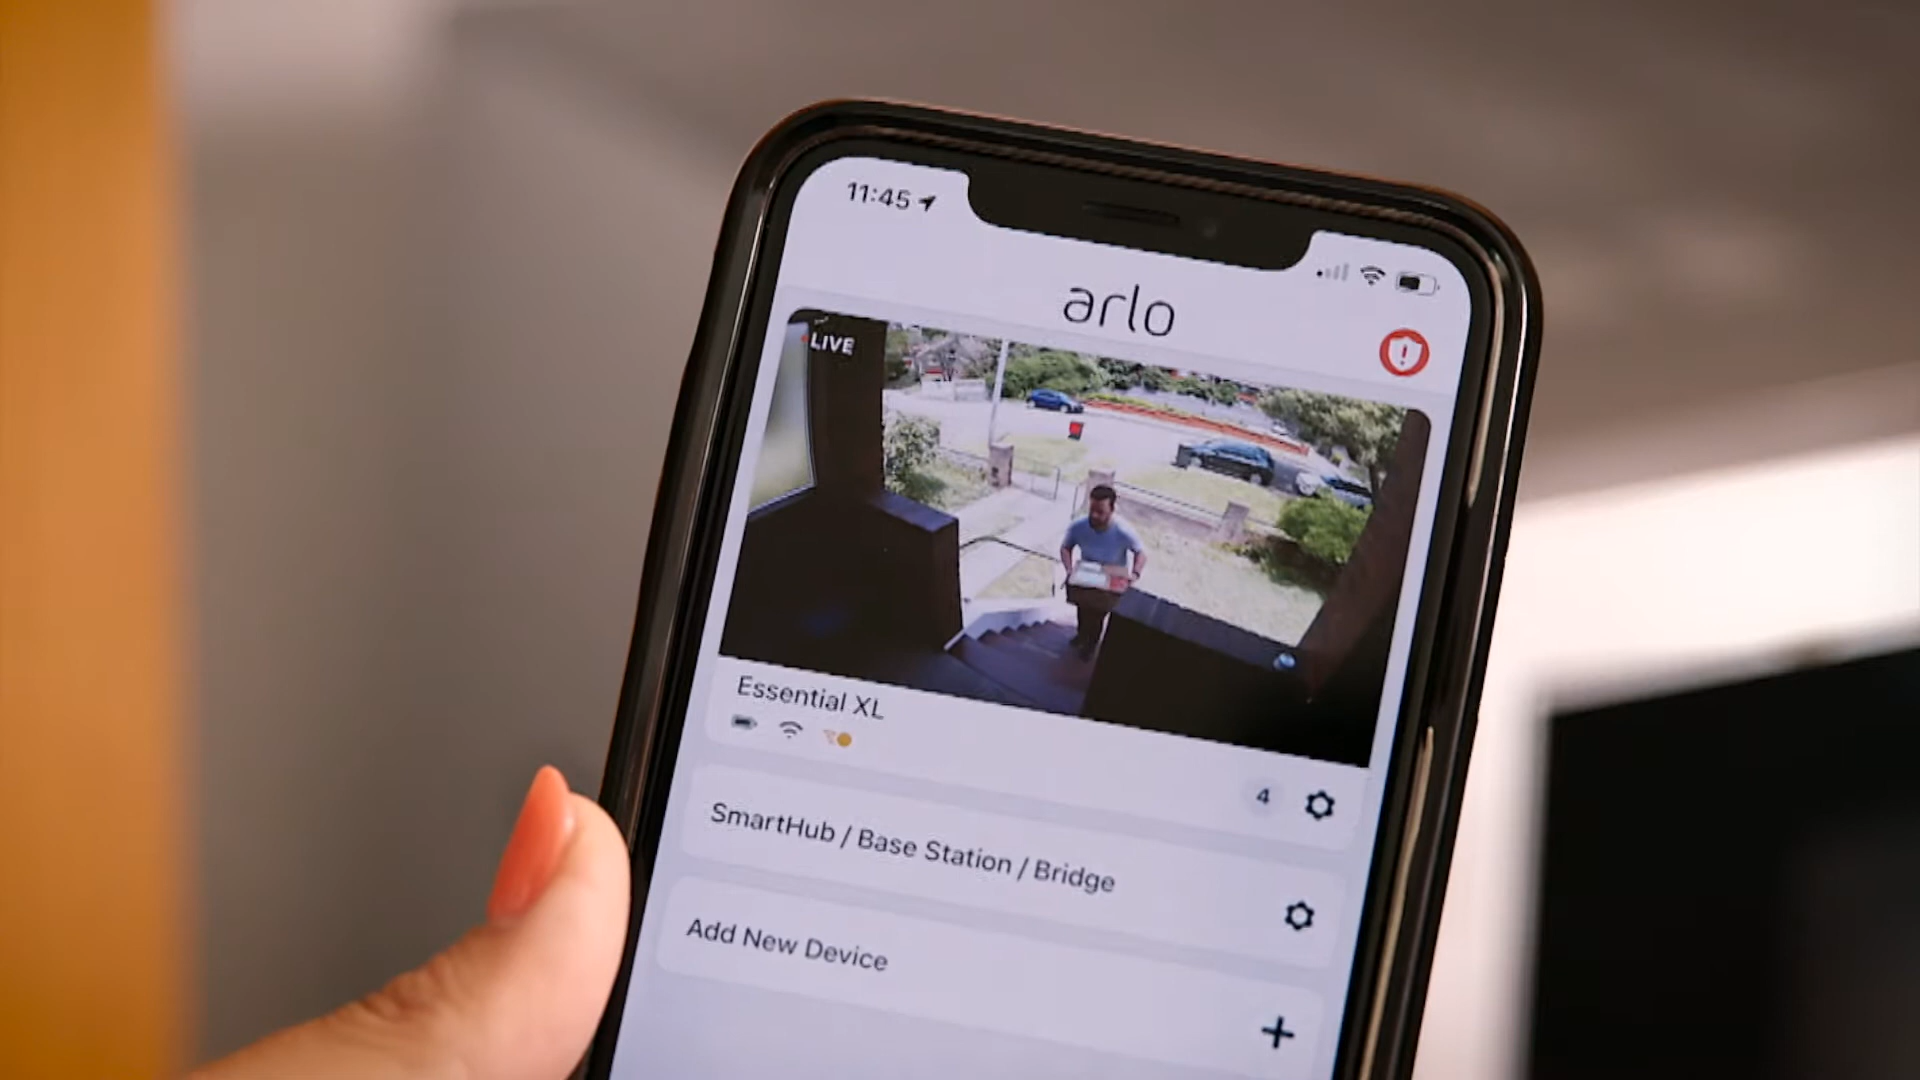 11:45
arlo
LIVE
Essential XL
4
SmartHub / Base Station / Bridge
Add New Device